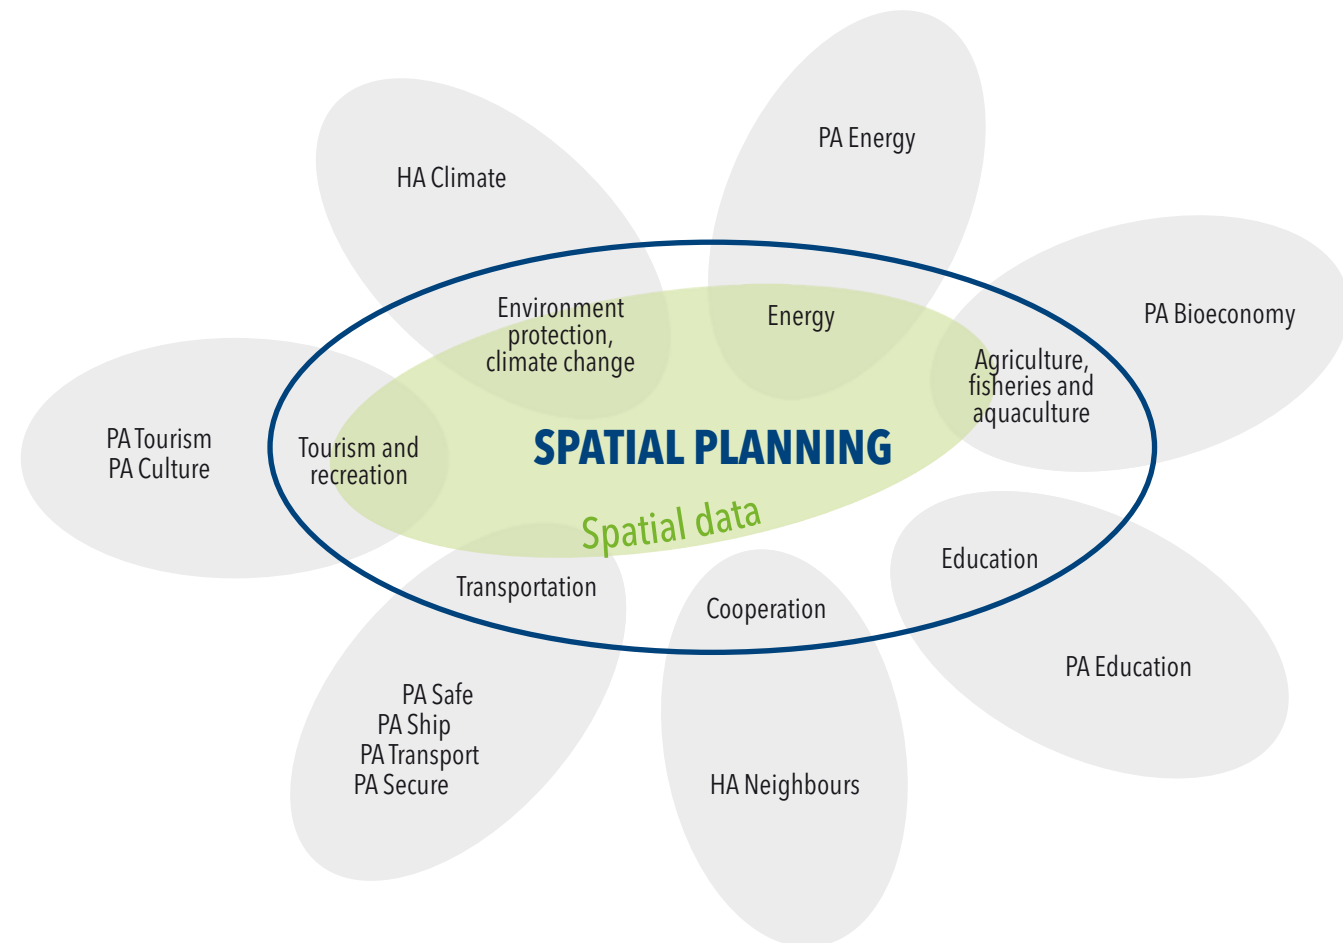 PA Energy
HA Climate
PA Bioeconomy
Environment
protection,
climate change
Energy
Agriculture,
fisheries and
aquaculture
PA Tourism
PA Culture
Tourism and
recreation
SPATIAL PLANNING
Spatial data
Education
Transportation
Cooperation
PA Education
PA Safe
PA Ship
PA Transport
PA Secure
HA Neighbours